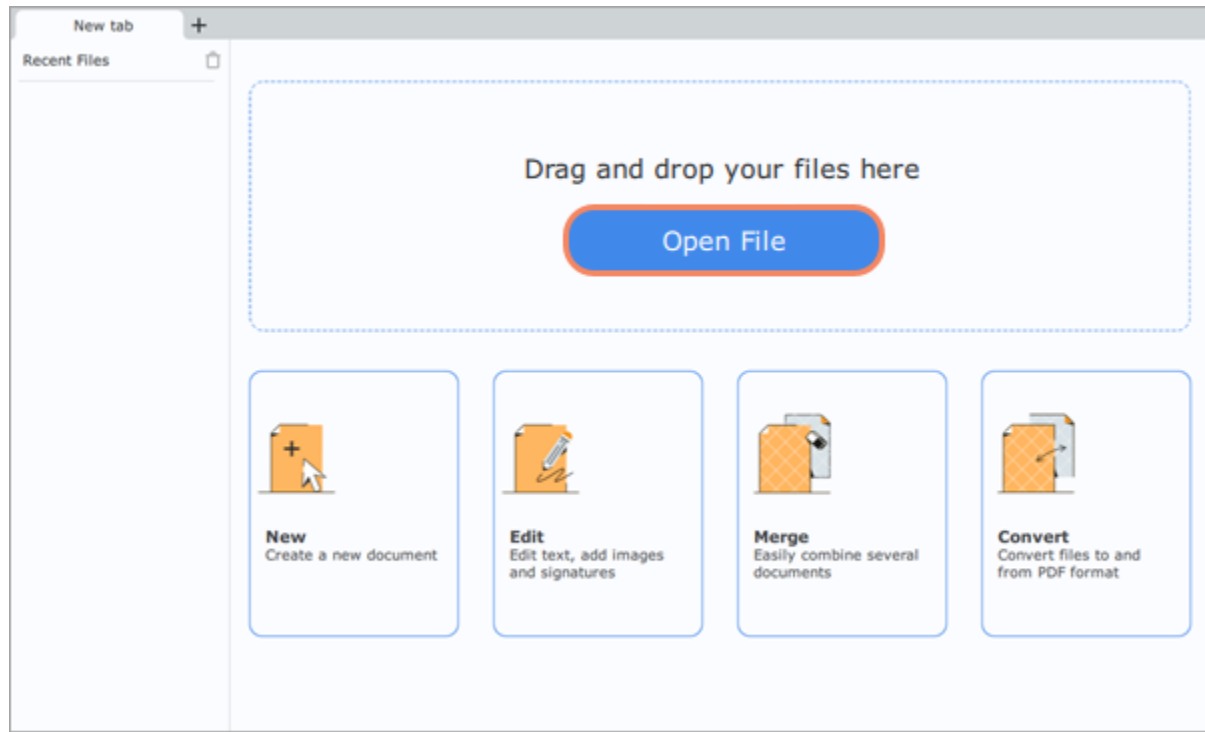 New tab
Recent Files
Drag and drop your files here
Open File
New
Create a new document
Edit
Edit text, add images
and signatures
Merge
Easily combine several
documents
Convert
Convert files to and
from PDF format